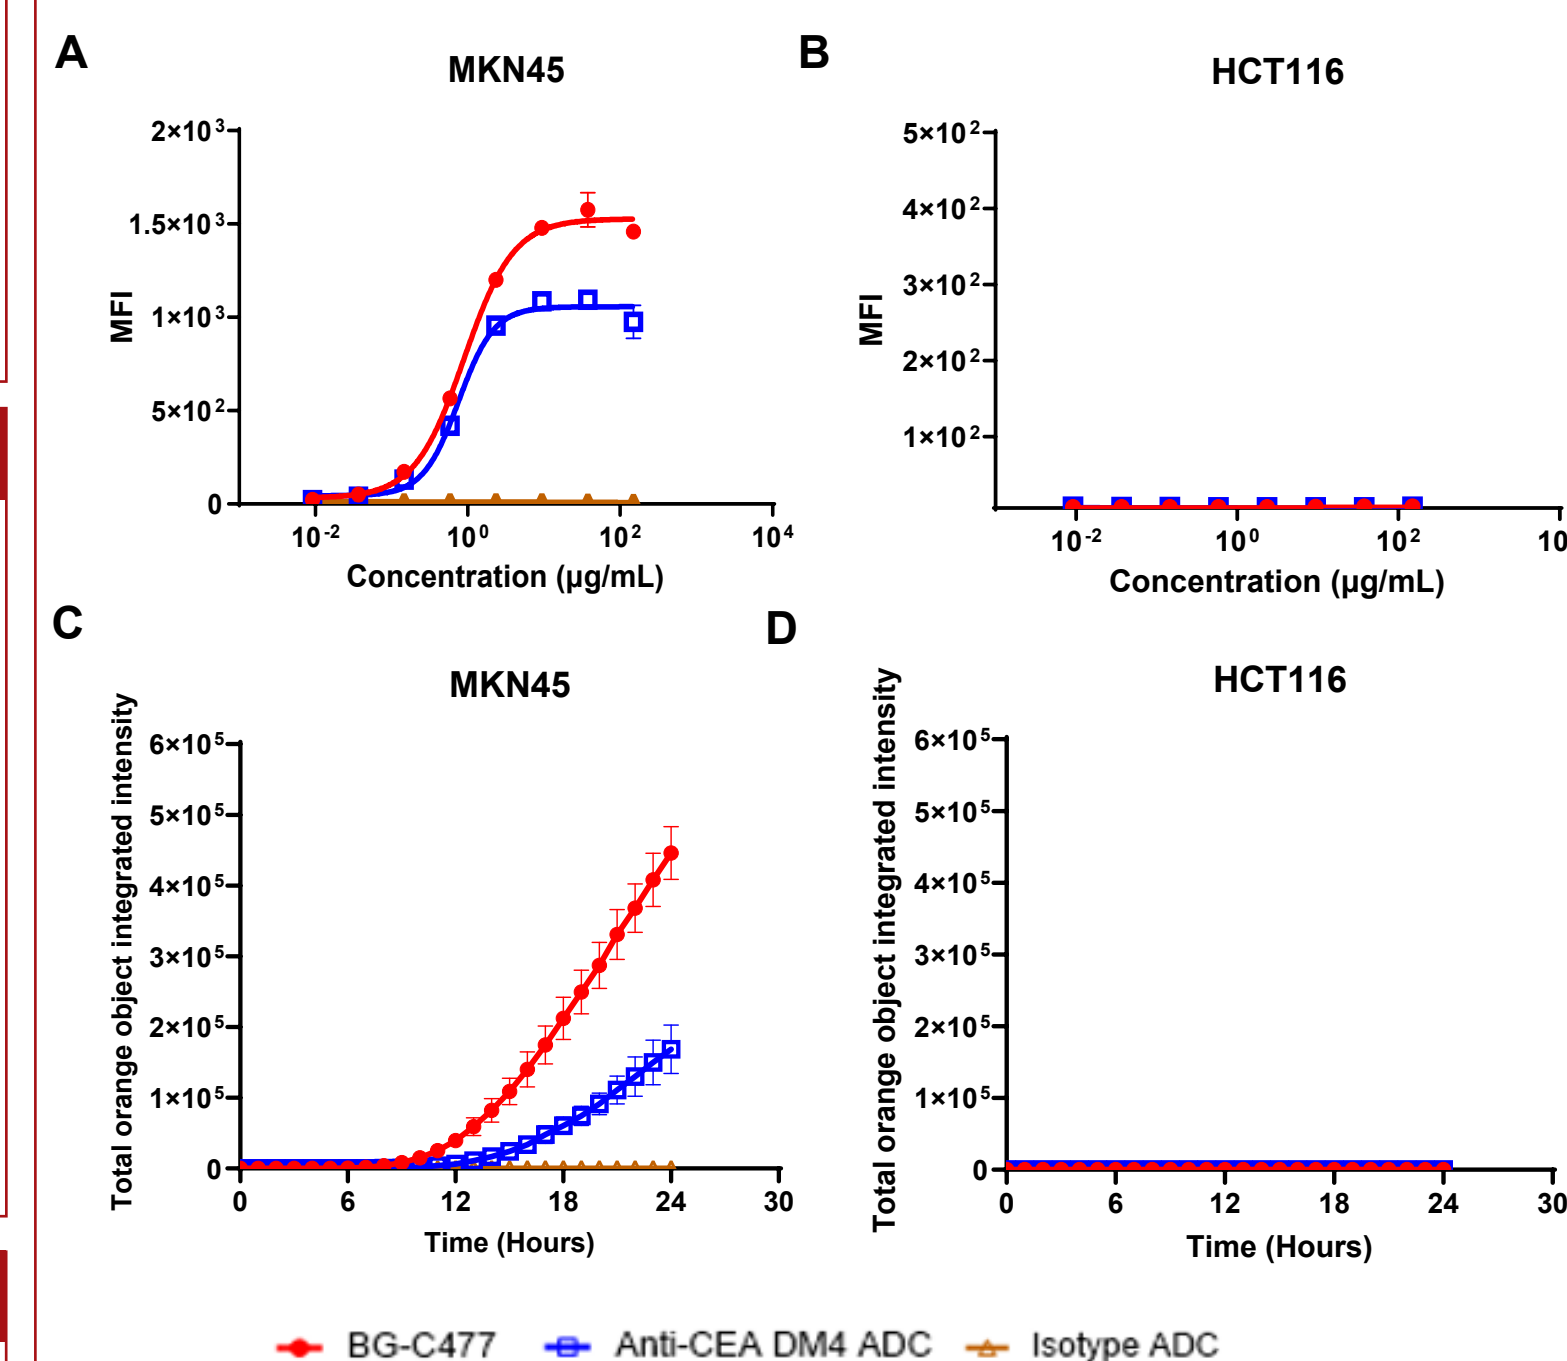 A
MKN45
MFI
2×10³
1.5×10³
1×10³
5×10²
0
10⁻²
10⁰
10²
10⁴
Concentration (µg/mL)
B
HCT116
MFI
5×10²
4×10²
3×10²
2×10²
1×10²
10⁻²
10⁰
10²
10
Concentration (µg/mL)
C
MKN45
Total orange object integrated intensity
6×10⁵
5×10⁵
4×10⁵
3×10⁵
2×10⁵
1×10⁵
0
0 6 12 18 24 30
Time (Hours)
D
HCT116
Total orange object integrated intensity
6×10⁵
5×10⁵
4×10⁵
3×10⁵
2×10⁵
1×10⁵
0
0 6 12 18 24 30
Time (Hours)
BG-C477 Anti-CEA DM4 ADC Isotype ADC